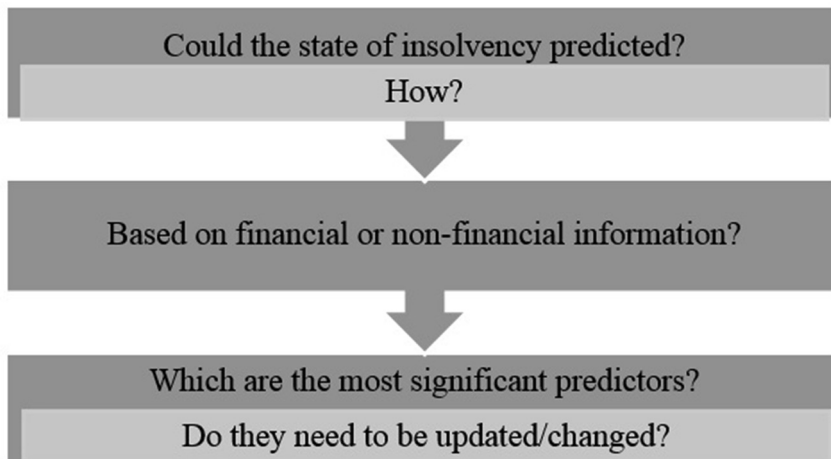 Could the state of insolvency predicted?
How?
Based on financial or non-financial information?
Which are the most significant predictors?
Do they need to be updated/changed?